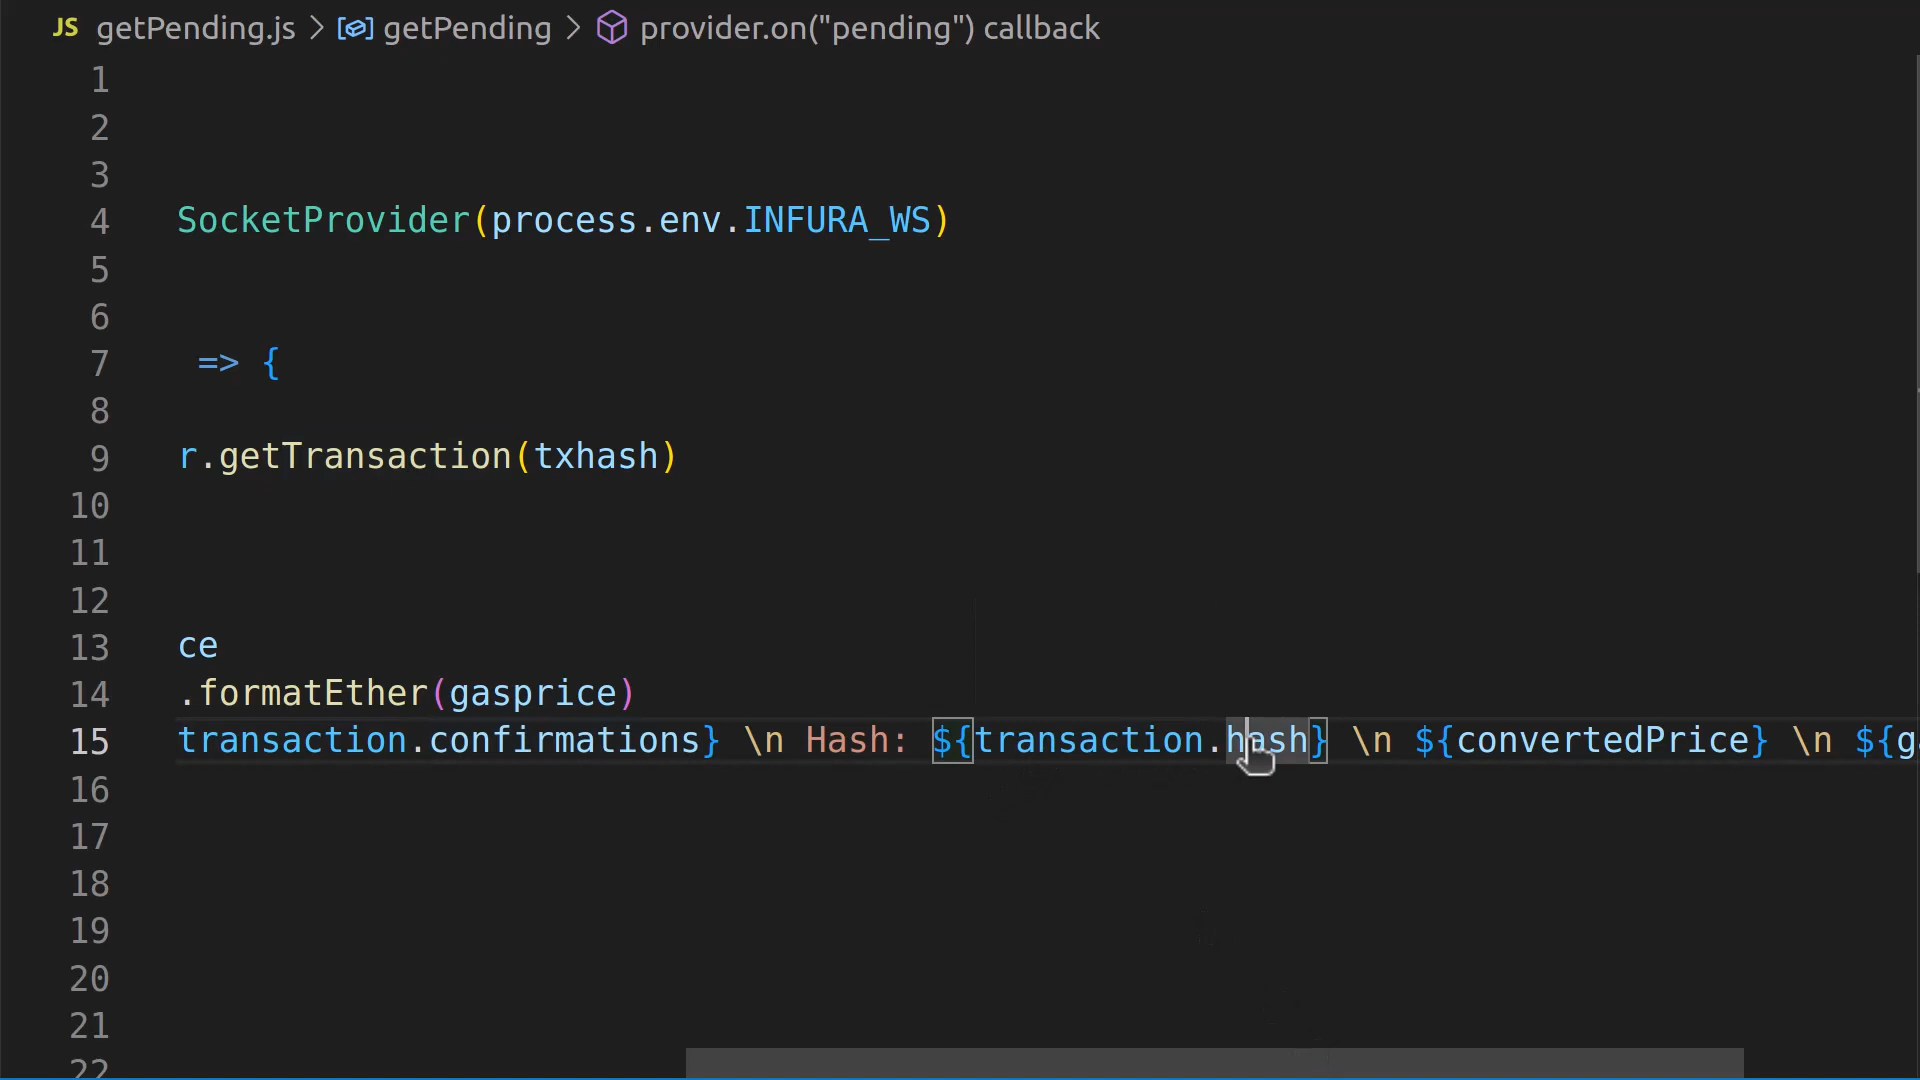 JS getPending.js > getPending > provider.on("pending") callback
1
2
3
4 SocketProvider(process.env.INFURA_WS)
5
6
7 => {
8
9 r.getTransaction(txhash)
10
11
12
13 ce
14 .formatEther(gasprice)
15 transaction.confirmations} \n Hash: ${transaction.hash} \n ${convertedPrice} \n ${g
16
17
18
19
20
21
22